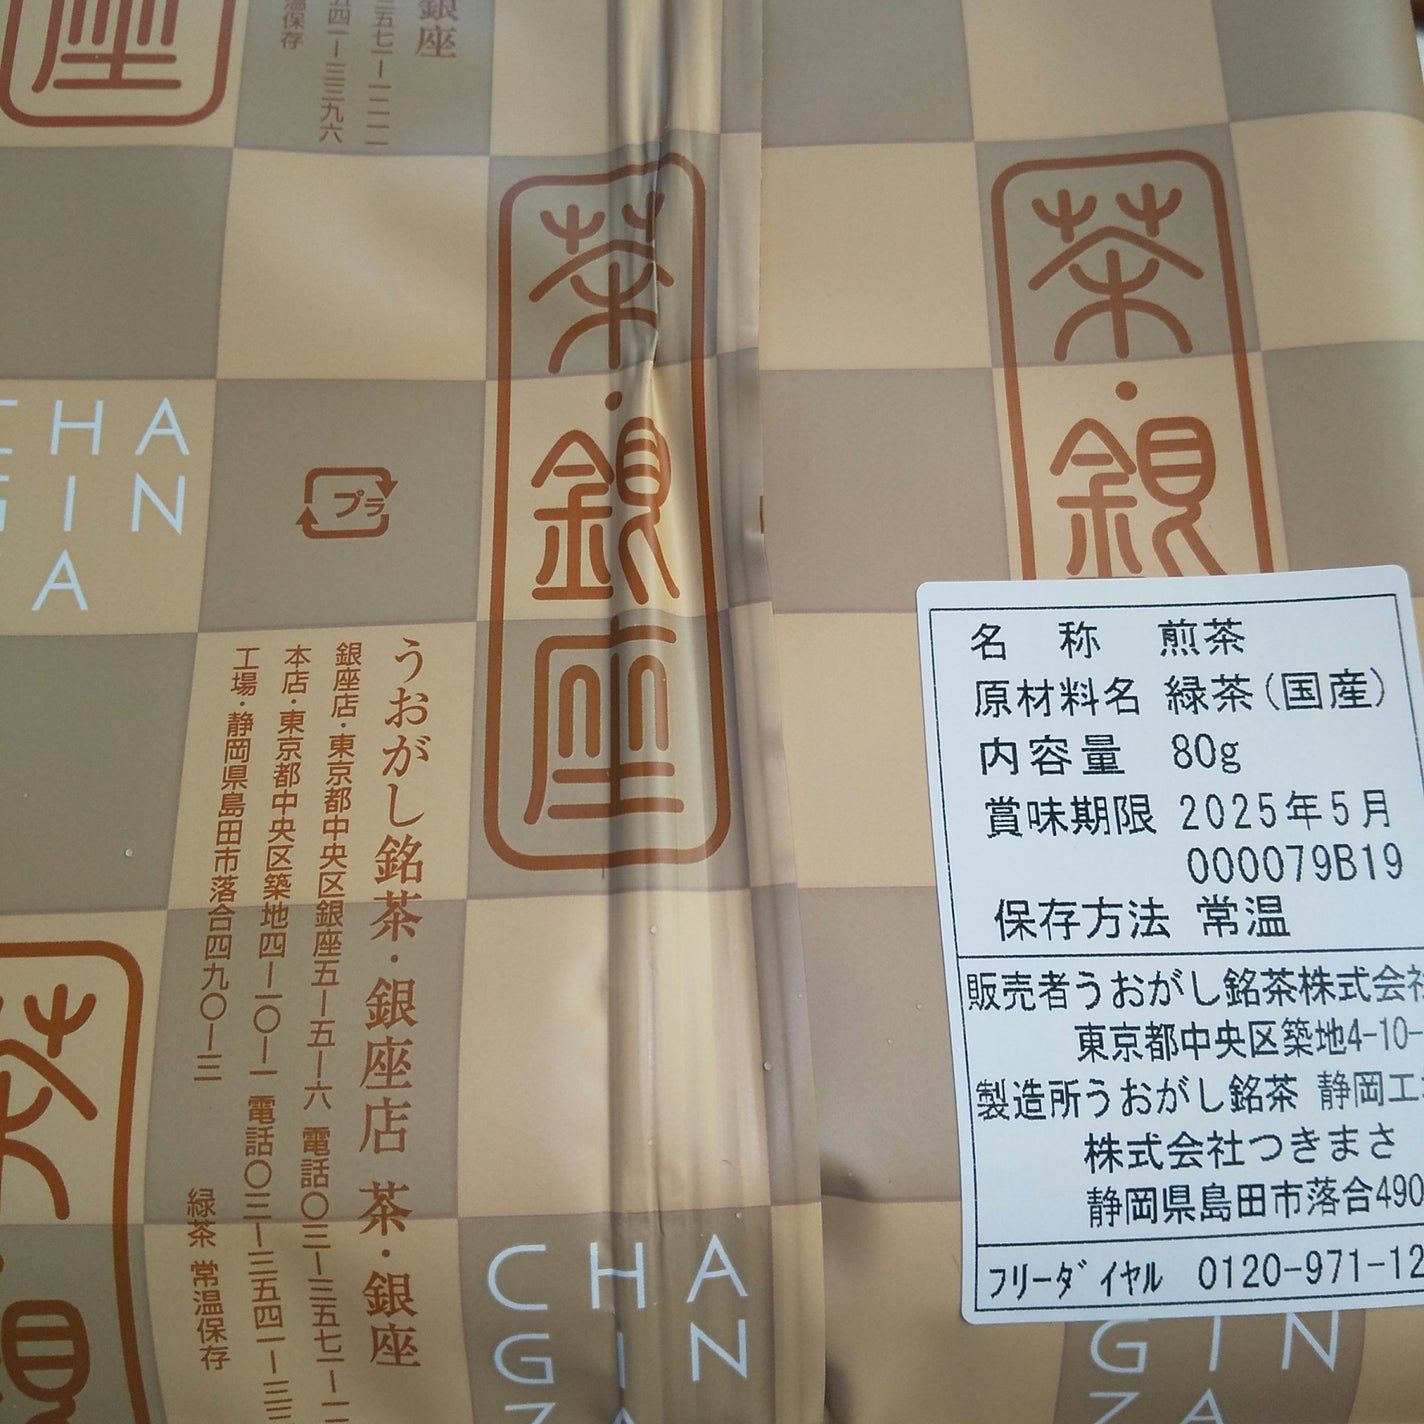 座
銀座
五七一ー一二一一
五四一ー三三九六
温保存
茶・銀座
茶・銀
CHA
GIN
A
プラ
うおがし銘茶・銀座店 茶・銀座
銀座店・東京都中央区銀座五ー五ー六 電話〇三ー三五七一ー一
本店・東京都中央区築地四ー一〇ー一 電話〇三ー三五四一ー三三
工場・静岡県島田市落合四九〇ー三
緑茶 常温保存
茶・銀
CHA
GIN
ZA
名 称 煎茶
原材料名 緑茶(国産)
内容量 80g
賞味期限 2025年5月
000079B19
保存方法 常温
販売者うおがし銘茶株式会社
東京都中央区築地4-10-
製造所うおがし銘茶 静岡工場
株式会社つきまさ
静岡県島田市落合490
フリーダイヤル 0120-971-12
GIN
ZA